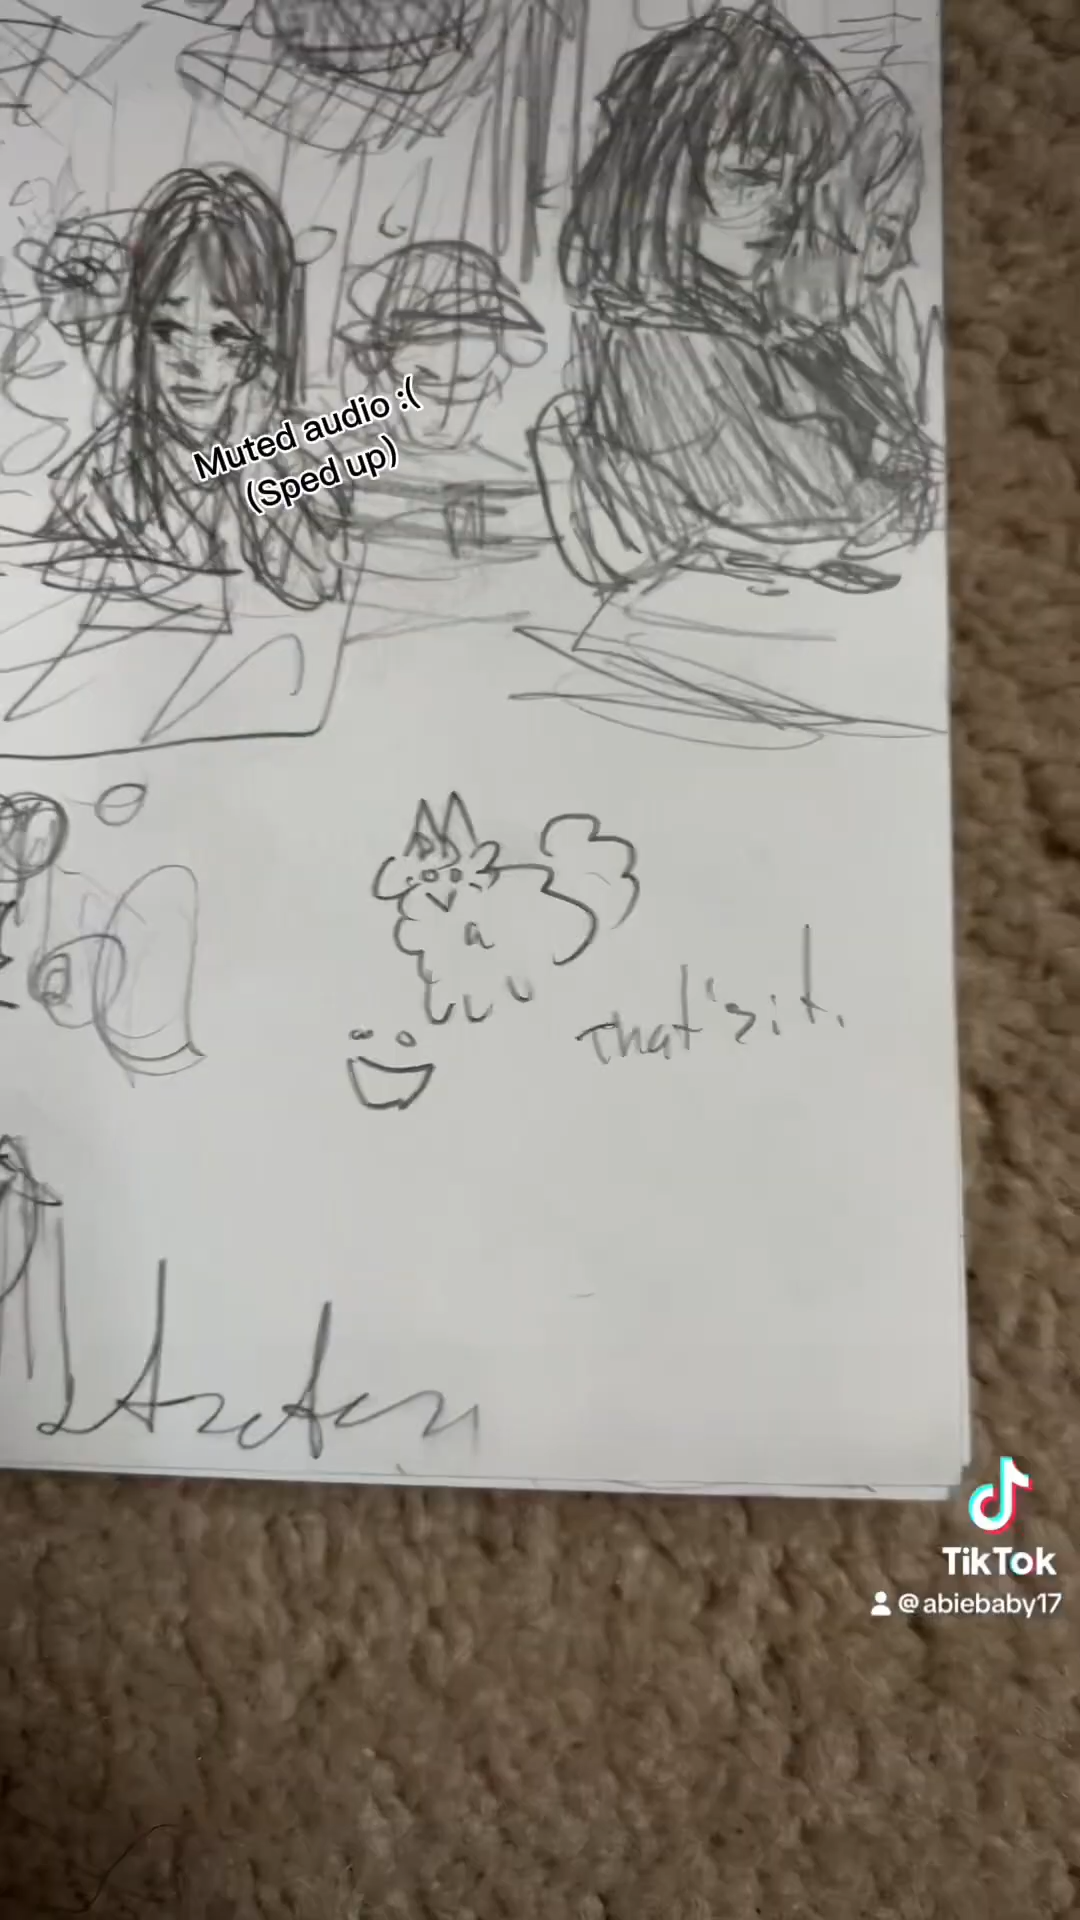 Muted audio :(
(Sped up)
a
That's it.
TikTok
@abiebaby17